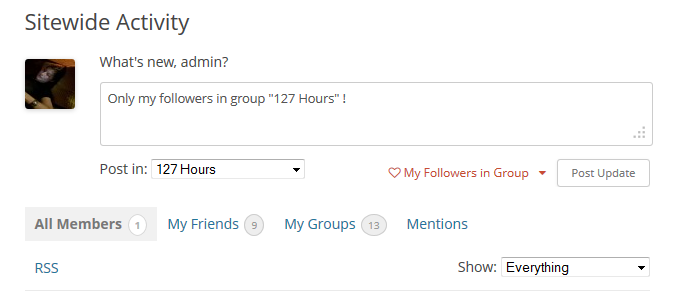 Sitewide Activity
What's new, admin?
Only my followers in group "127 Hours" !
Post in: 127 Hours My Followers in Group Post Update
All Members 1 My Friends 9 My Groups 13 Mentions
RSS Show: Everything